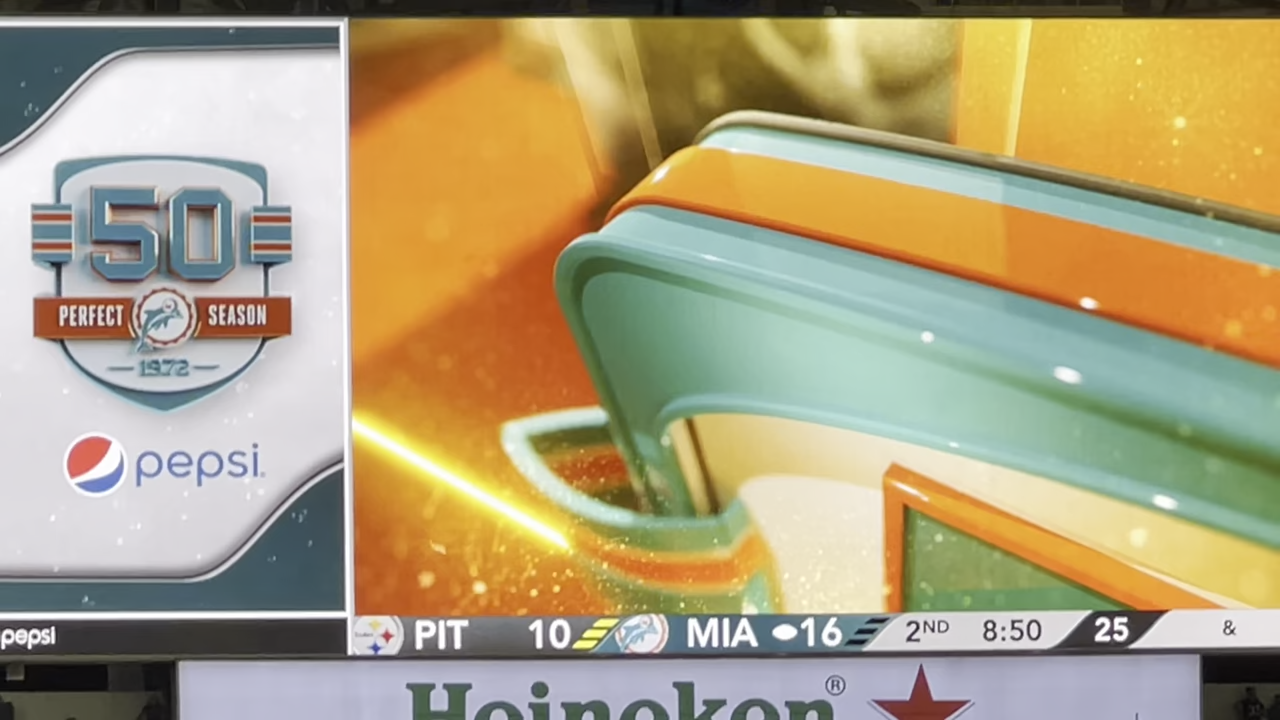 50
PERFECT SEASON
1972
pepsi.
pepsi
PIT 10 MIA 16 2ND 8:50 25 &
Heineken®